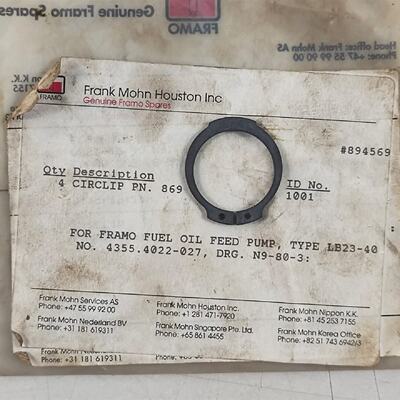 Genuine Framo Spares
FRAMO
Head office: Frank Mohn AS
Phone: +47 55 99 90 00
FRAMO
Frank Mohn Houston Inc
Genuine Framo Spares
#894569
Qty Description ID No.
4 CIRCLIP PN. 869 1001
FOR FRAMO FUEL OIL FEED PUMP, TYPE LB23-40
NO. 4355.4022-027, DRG. N9-80-3:
Frank Mohn Services AS
Phone: +47 55 99 92 00
Frank Mohn Houston Inc.
Phone: +1 281 471-7920
Frank Mohn Nippon K.K.
Phone: +81 45 253 7155
Frank Mohn Nederland BV
Phone: +31 181 619311
Frank Mohn Singapore Pte. Ltd.
Phone: +65 861 4455
Frank Mohn Korea Office
Phone: +82 51 743 6942/3
Phone: +31 181 619311